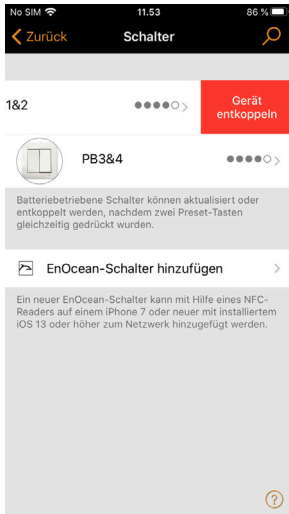 No SIM 11.53 86 %
Zurück Schalter
1&2 Gerät
entkoppeln
PB3&4
Batteriebetriebene Schalter können aktualisiert oder
entkoppelt werden, nachdem zwei Preset-Tasten
gleichzeitig gedrückt wurden.
EnOcean-Schalter hinzufügen
Ein neuer EnOcean-Schalter kann mit Hilfe eines NFC-
Readers auf einem iPhone 7 oder neuer mit installiertem
iOS 13 oder höher zum Netzwerk hinzugefügt werden.
?